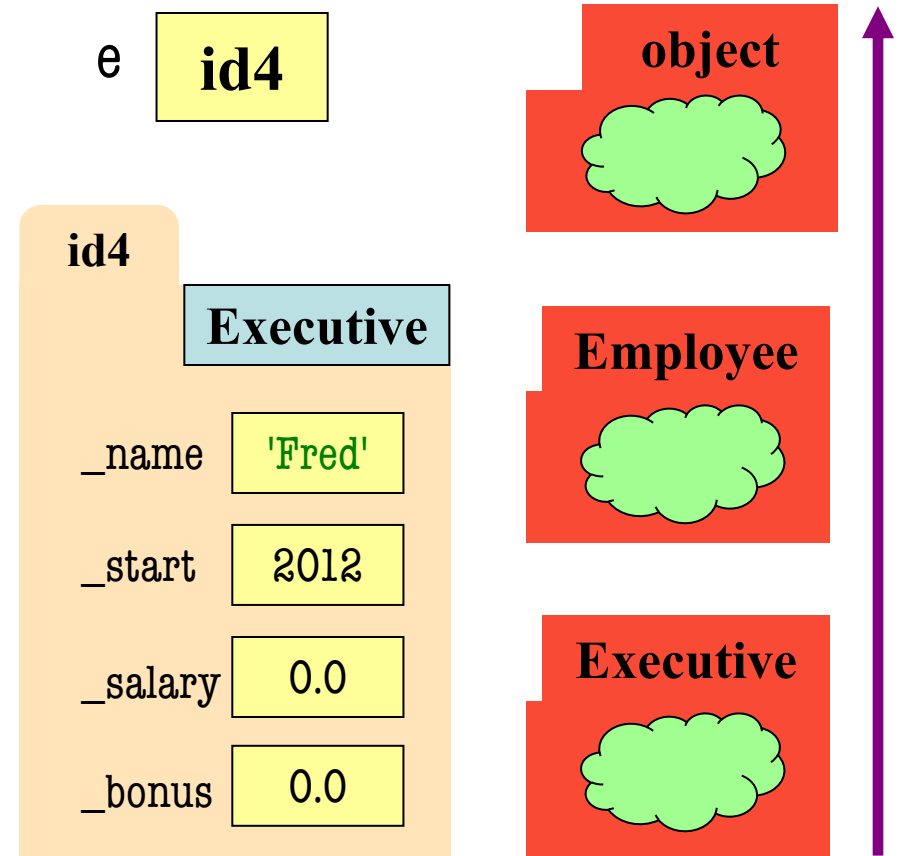 e
id4
id4
Executive
_name
'Fred'
_start
2012
_salary
0.0
_bonus
0.0
object
Employee
Executive